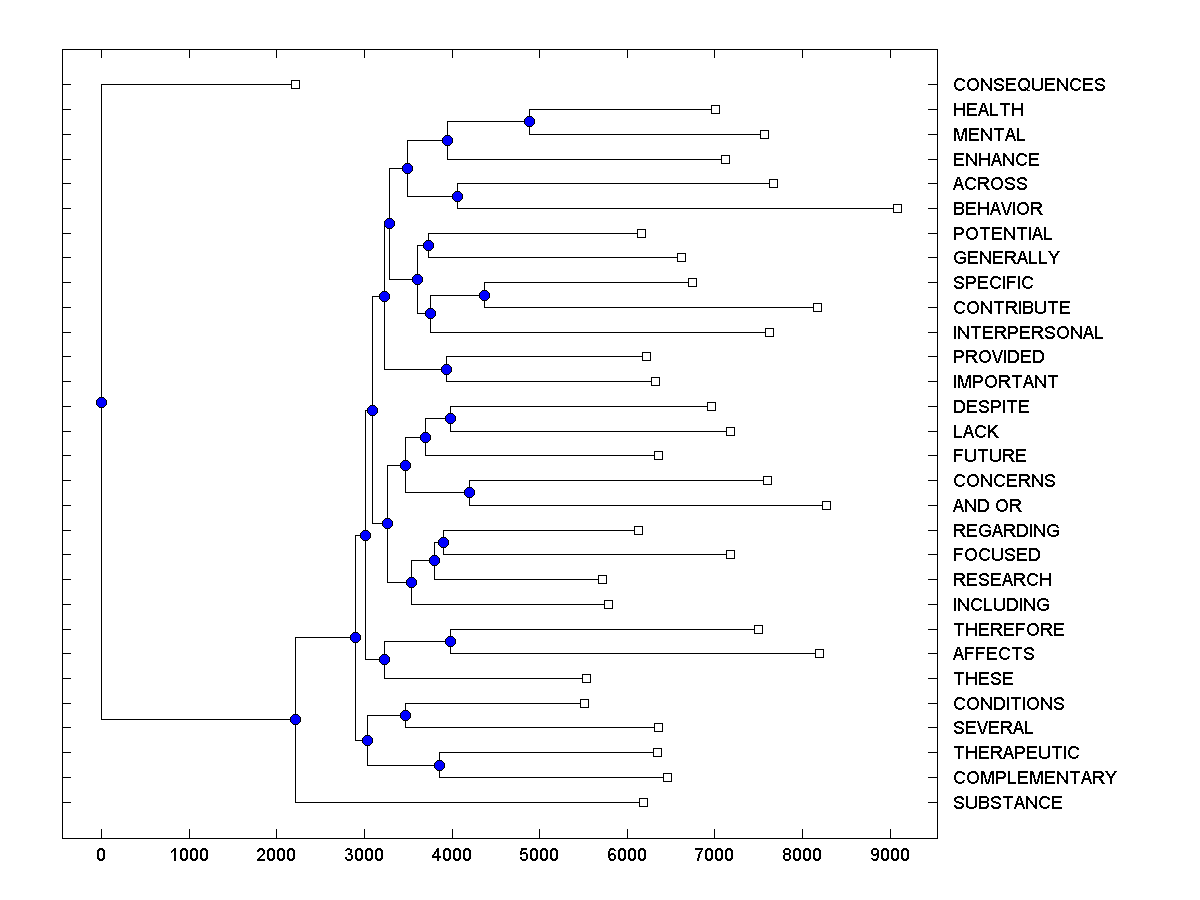 CONSEQUENCES
HEALTH
MENTAL
ENHANCE
ACROSS
BEHAVIOR
POTENTIAL
GENERALLY
SPECIFIC
CONTRIBUTE
INTERPERSONAL
PROVIDED
IMPORTANT
DESPITE
LACK
FUTURE
CONCERNS
AND OR
REGARDING
FOCUSED
RESEARCH
INCLUDING
THEREFORE
AFFECTS
THESE
CONDITIONS
SEVERAL
THERAPEUTIC
COMPLEMENTARY
SUBSTANCE
0 1000 2000 3000 4000 5000 6000 7000 8000 9000